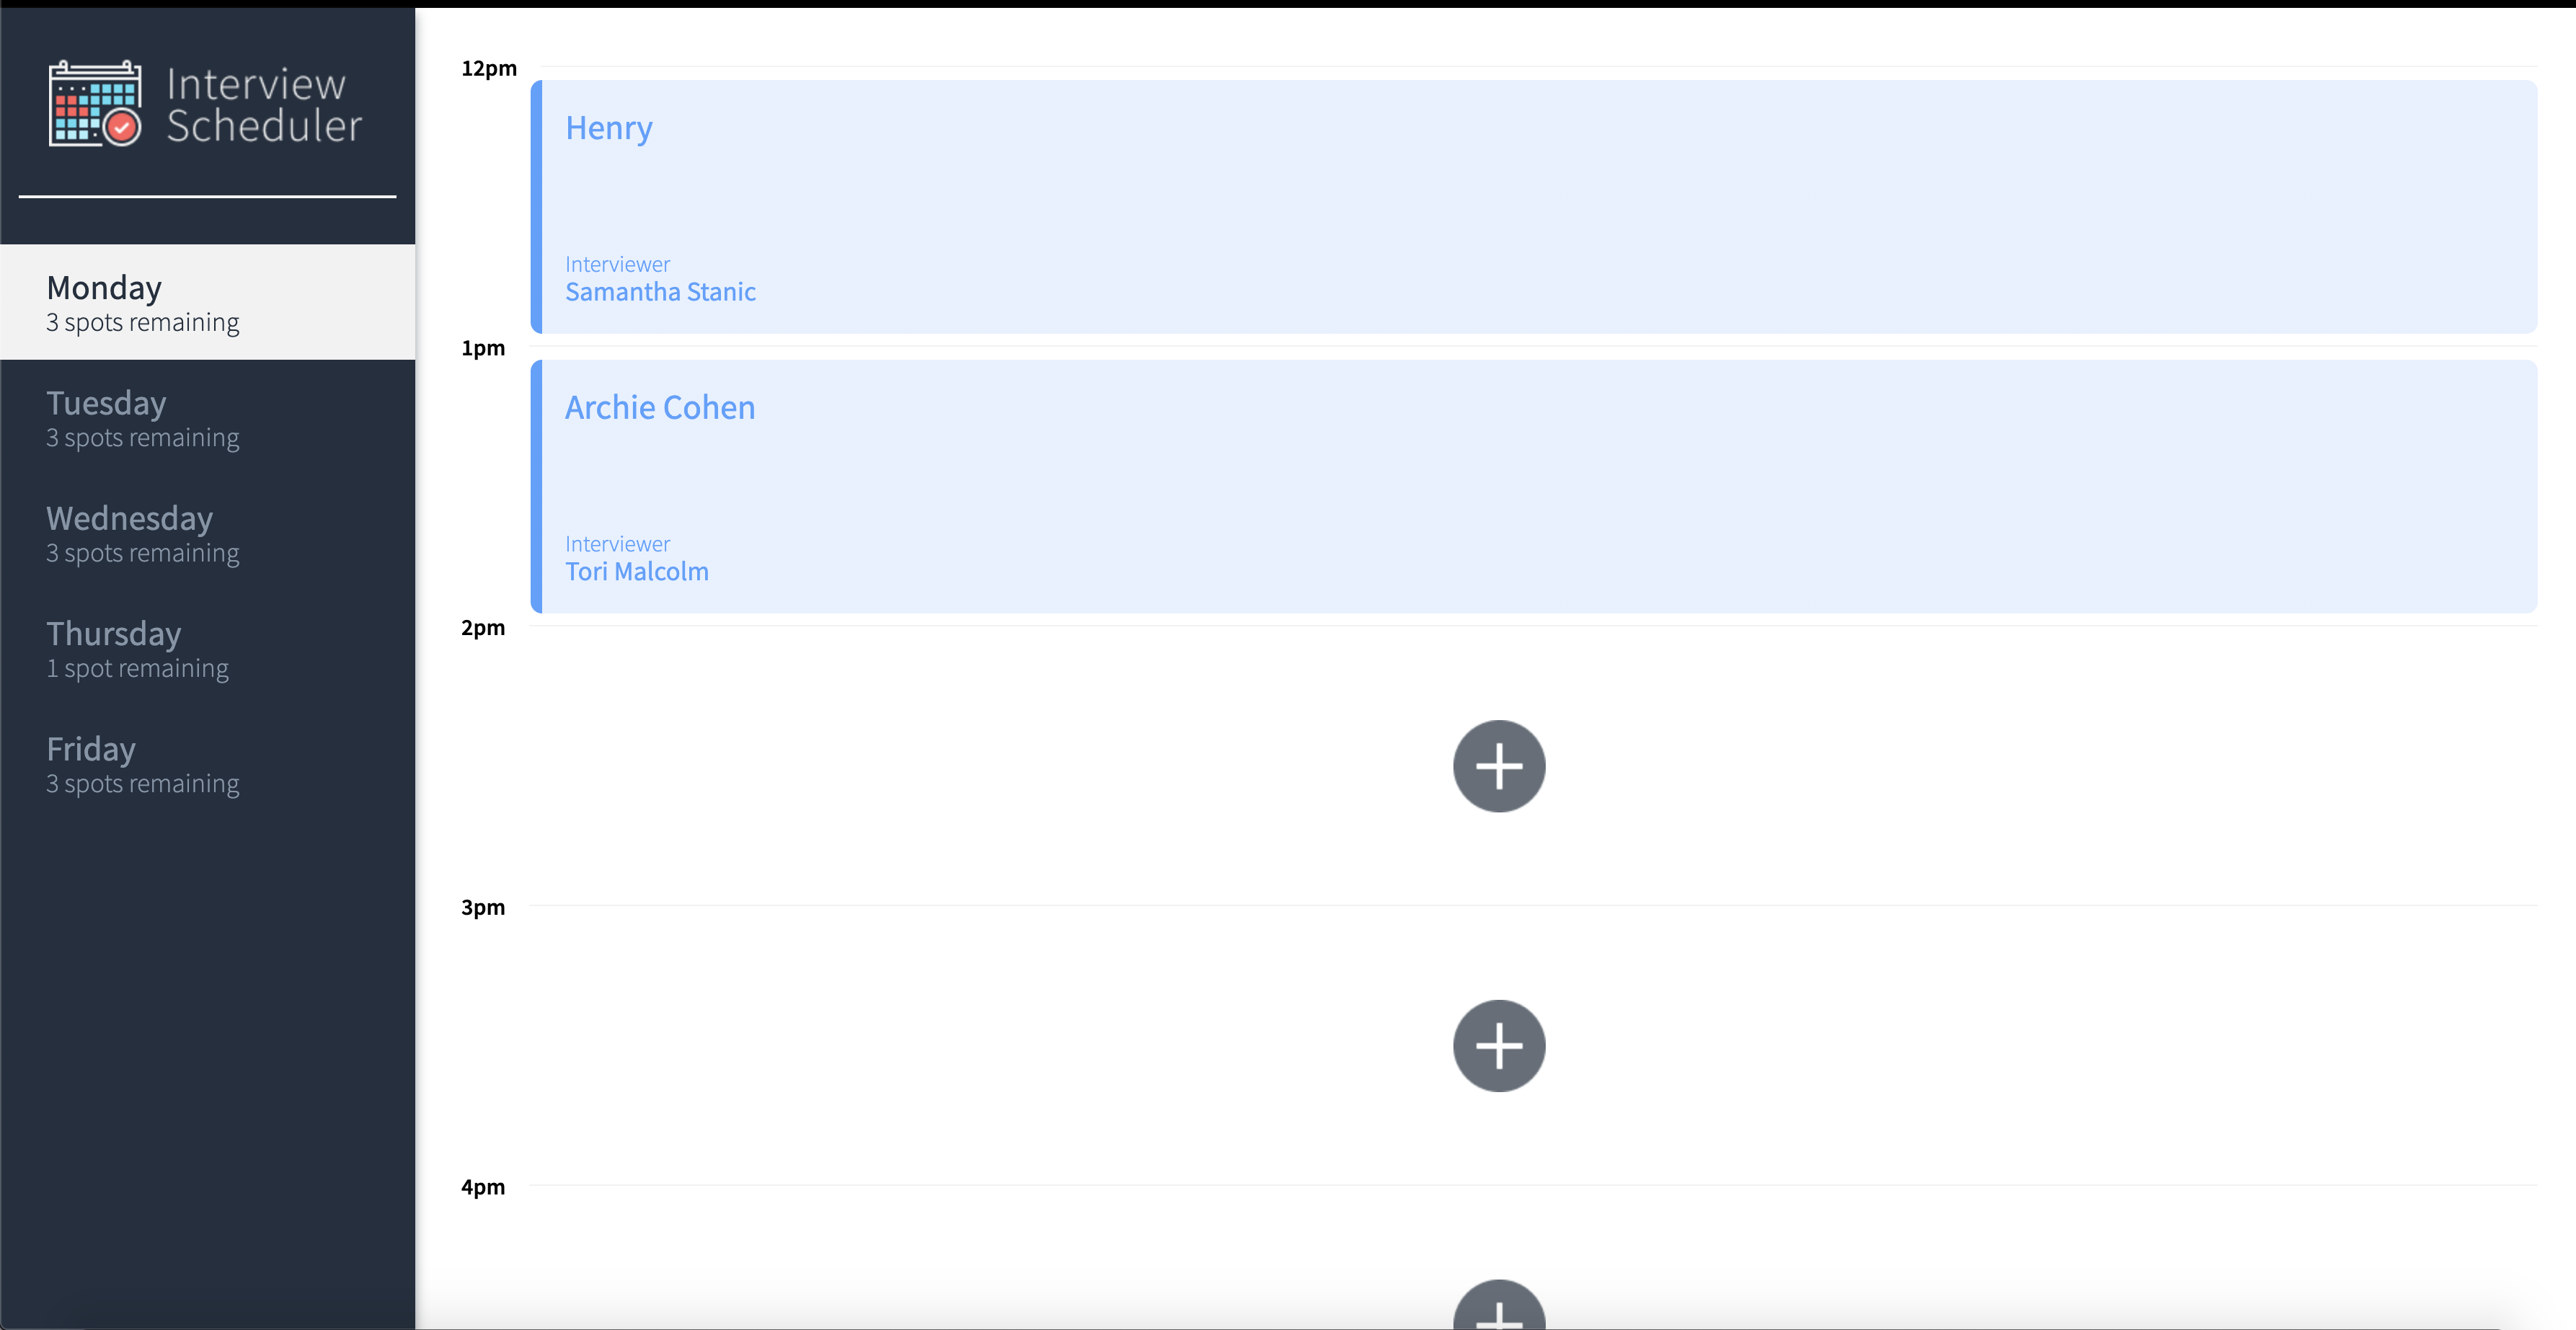 Interview
Scheduler
Monday
3 spots remaining
Tuesday
3 spots remaining
Wednesday
3 spots remaining
Thursday
1 spot remaining
Friday
3 spots remaining
12pm
Henry
Interviewer
Samantha Stanic
1pm
Archie Cohen
Interviewer
Tori Malcolm
2pm
3pm
4pm